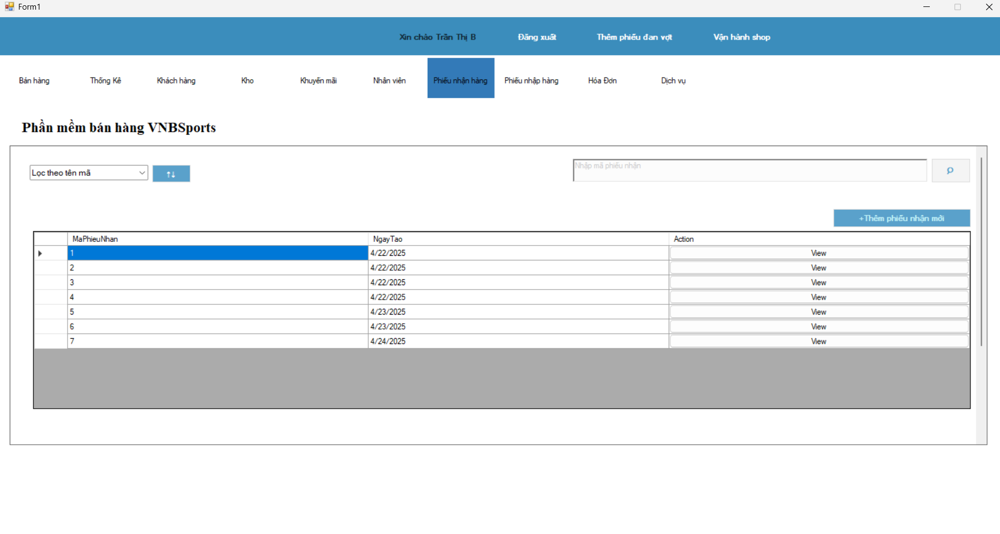 Form1
Xin chào Trần Thị B Đăng xuất Thêm phiếu đan vợt Vận hành shop
Bán hàng Thống Kê Khách hàng Kho Khuyến mãi Nhân viên Phiếu nhận hàng Phiếu nhập hàng Hóa Đơn Dịch vụ
Phần mềm bán hàng VNBSports
Lọc theo tên mã ↑↓ Nhập mã phiếu nhận
+Thêm phiếu nhận mới
MaPhieuNhan NgayTao Action
1 4/22/2025 View
2 4/22/2025 View
3 4/22/2025 View
4 4/22/2025 View
5 4/23/2025 View
6 4/23/2025 View
7 4/24/2025 View